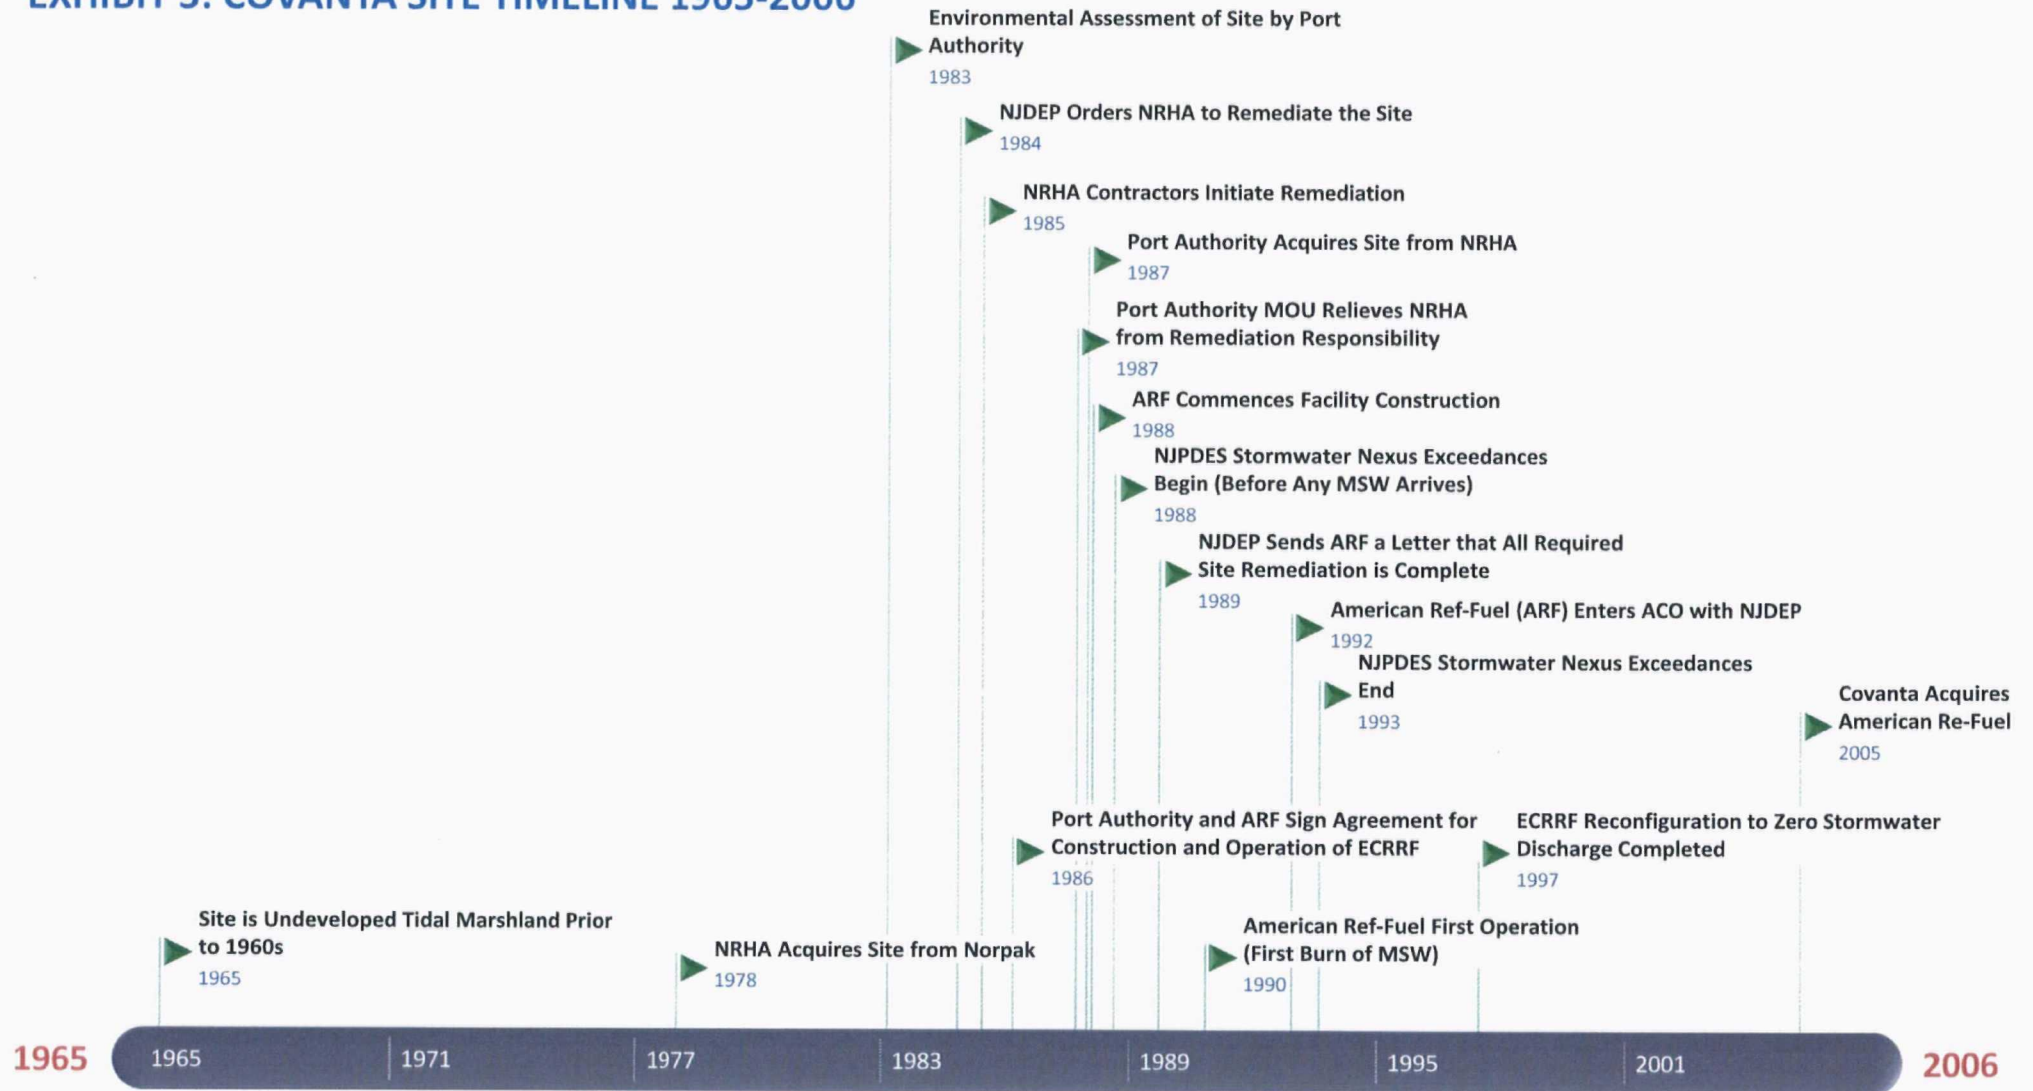 EXHIBIT 3: COVANTA SITE TIMELINE 1965-2006
Environmental Assessment of Site by Port
Authority
1983
NJDEP Orders NRHA to Remediate the Site
1984
NRHA Contractors Initiate Remediation
1985
Port Authority Acquires Site from NRHA
1987
Port Authority MOU Relieves NRHA
from Remediation Responsibility
1987
ARF Commences Facility Construction
1988
NJPDES Stormwater Nexus Exceedances
Begin (Before Any MSW Arrives)
1988
NJDEP Sends ARF a Letter that All Required
Site Remediation is Complete
1989
American Ref-Fuel (ARF) Enters ACO with NJDEP
1992
NJPDES Stormwater Nexus Exceedances
End
1993
Covanta Acquires
American Re-Fuel
2005
Port Authority and ARF Sign Agreement for
Construction and Operation of ECRRF
1986
ECRRF Reconfiguration to Zero Stormwater
Discharge Completed
1997
Site is Undeveloped Tidal Marshland Prior
to 1960s
1965
NRHA Acquires Site from Norpak
1978
American Ref-Fuel First Operation
(First Burn of MSW)
1990
1965
1965 1971 1977 1983 1989 1995 2001
2006